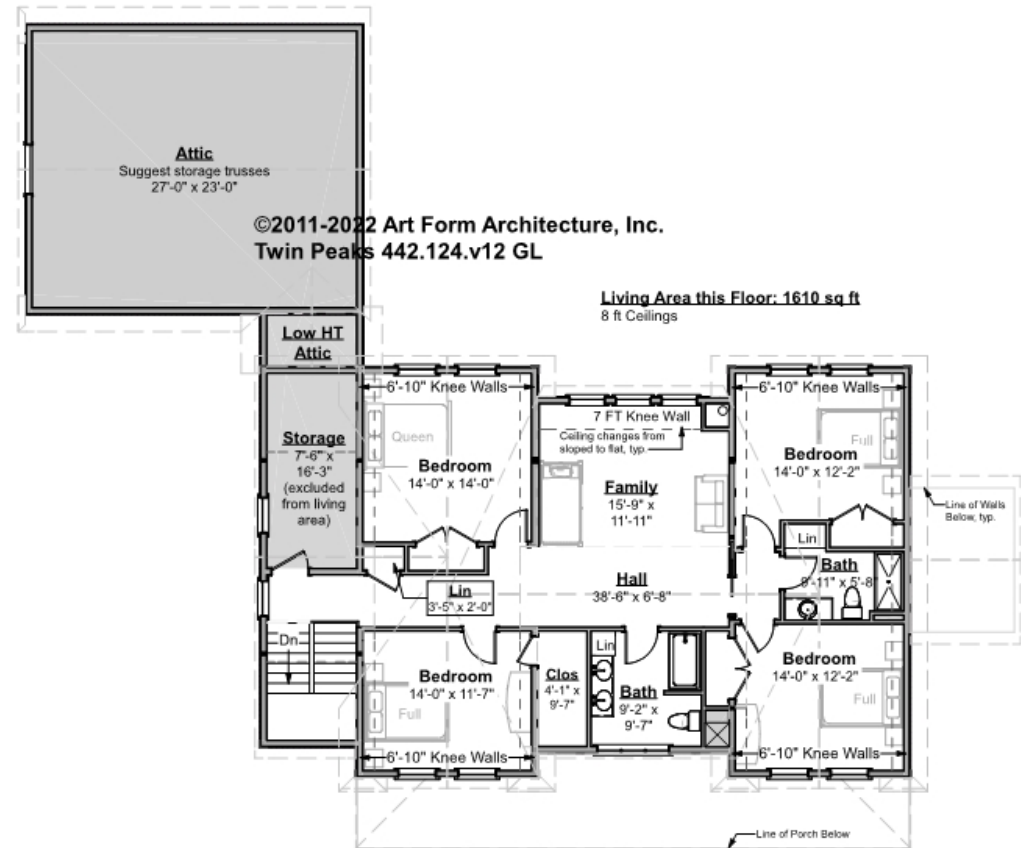 Attic
Suggest storage trusses
27'-0" x 23'-0"
©2011-2022 Art Form Architecture, Inc.
Twin Peaks 442.124.v12 GL
Living Area this Floor: 1610 sq ft
8 ft Ceilings
Low HT
Attic
6'-10" Knee Walls
7 FT Knee Wall
Ceiling changes from
sloped to flat, typ.
6'-10" Knee Walls
Storage
7'-6" x
16'-3"
(excluded
from living
area)
Queen
Bedroom
14'-0" x 14'-0"
Family
15'-9" x
11'-11"
Full
Bedroom
14'-0" x 12'-2"
Line of Walls
Below, typ.
Lin
Bath
9'-11" x 5'-8"
Lin
3'-5" x 2'-0"
Hall
38'-6" x 6'-8"
Dn
Bedroom
14'-0" x 11'-7"
Full
Clos
4'-1" x
9'-7"
Lin
Bath
9'-2" x
9'-7"
Bedroom
14'-0" x 12'-2"
Full
6'-10" Knee Walls
6'-10" Knee Walls
Line of Porch Below